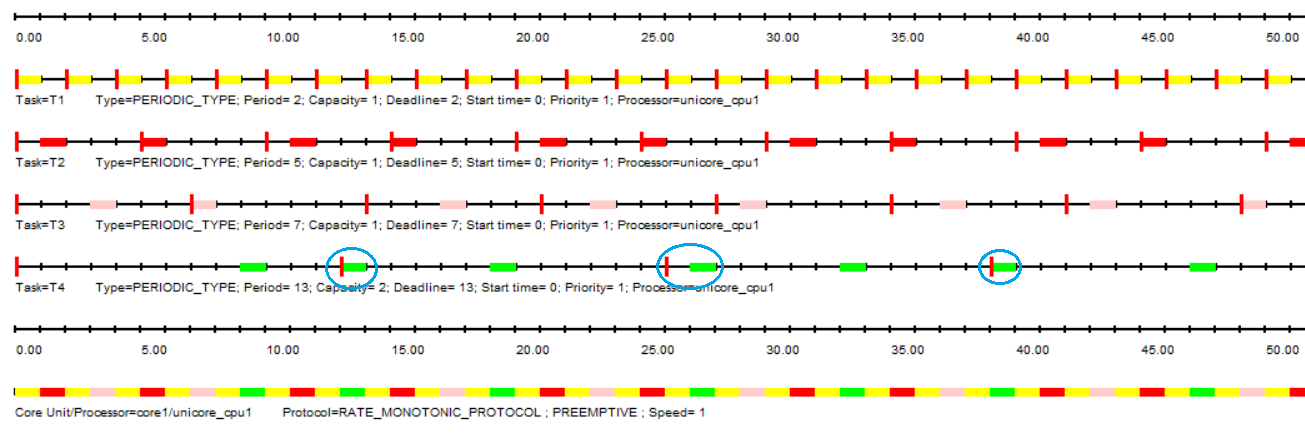 0.00 5.00 10.00 15.00 20.00 25.00 30.00 35.00 40.00 45.00 50.00
Task=T1 Type=PERIODIC_TYPE; Period= 2; Capacity= 1; Deadline= 2; Start time= 0; Priority= 1; Processor=unicore_cpu1
Task=T2 Type=PERIODIC_TYPE; Period= 5; Capacity= 1; Deadline= 5; Start time= 0; Priority= 1; Processor=unicore_cpu1
Task=T3 Type=PERIODIC_TYPE; Period= 7; Capacity= 1; Deadline= 7; Start time= 0; Priority= 1; Processor=unicore_cpu1
Task=T4 Type=PERIODIC_TYPE; Period= 13; Capacity= 2; Deadline= 13; Start time= 0; Priority= 1; Processor=unicore_cpu1
0.00 5.00 10.00 15.00 20.00 25.00 30.00 35.00 40.00 45.00 50.00
Core Unit/Processor=core1/unicore_cpu1 Protocol=RATE_MONOTONIC_PROTOCOL ; PREEMPTIVE ; Speed= 1